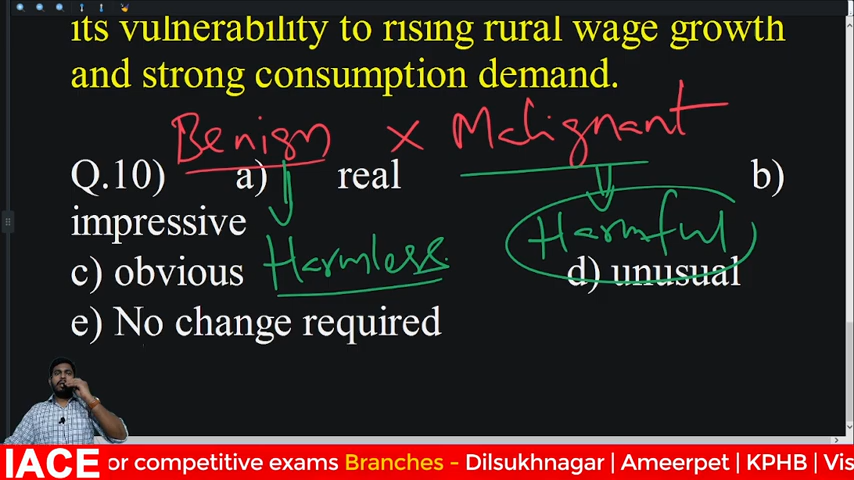 its vulnerability to rising rural wage growth
and strong consumption demand.
Benign × Malignant
Q.10) a) real b)
impressive
Harmless Harmful
c) obvious d) unusual
e) No change required
IACE or competitive exams Branches - Dilsukhnagar | Ameerpet | KPHB | Vis